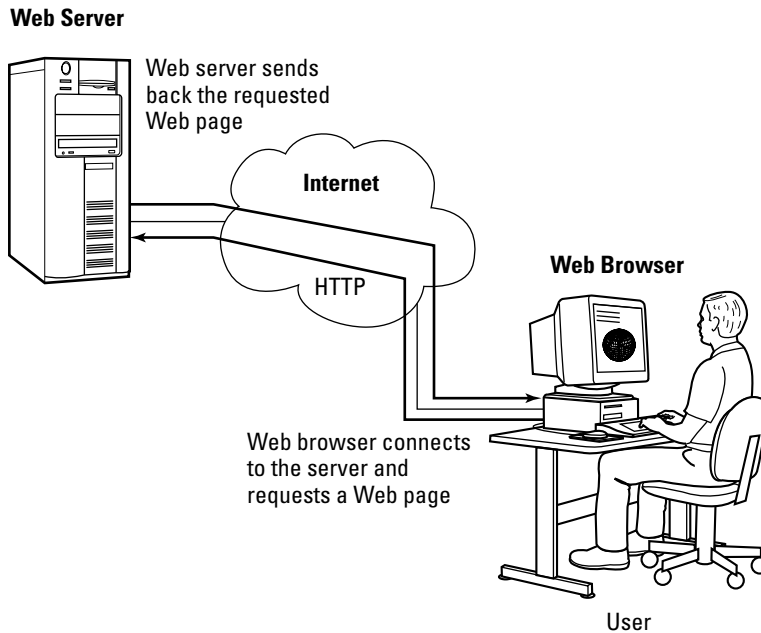 Web Server
Web server sends
back the requested
Web page
Internet
HTTP
Web Browser
Web browser connects
to the server and
requests a Web page
User